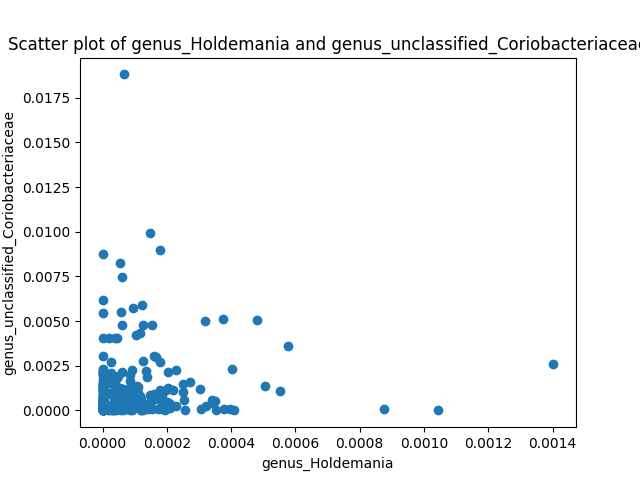 Scatter plot of genus_Holdemania and genus_unclassified_Coriobacteriaceae
genus_unclassified_Coriobacteriaceae
0.0175
0.0150
0.0125
0.0100
0.0075
0.0050
0.0025
0.0000
0.0000 0.0002 0.0004 0.0006 0.0008 0.0010 0.0012 0.0014
genus_Holdemania